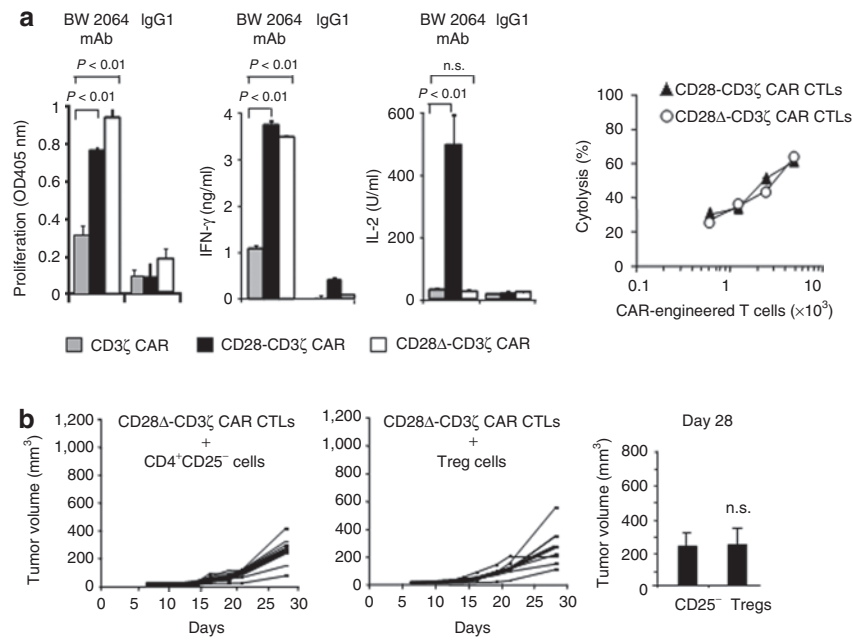 a
BW 2064 mAb IgG1
P < 0.01
P < 0.01
Proliferation (OD405 nm)
1
0.8
0.6
0.4
0.2
0
BW 2064 mAb IgG1
P < 0.01
P < 0.01
IFN-γ (ng/ml)
4
3
1
0
BW 2064 mAb IgG1
n.s.
P < 0.01
IL-2 (U/ml)
600
400
200
0
CD28-CD3ζ CAR CTLs
CD28Δ-CD3ζ CAR CTLs
Cytolysis (%)
100
80
60
40
20
0
0.1 1 10
CAR-engineered T cells (×10³)
CD3ζ CAR CD28-CD3ζ CAR CD28Δ-CD3ζ CAR
b
CD28Δ-CD3ζ CAR CTLs
+
CD4⁺CD25⁻ cells
Tumor volume (mm³)
1,200
1,000
800
600
400
200
0
0 5 10 15 20 25 30
Days
CD28Δ-CD3ζ CAR CTLs
+
Treg cells
1,200
1,000
800
600
400
200
0
0 5 10 15 20 25 30
Days
Day 28
Tumor volume (mm³)
800
600
400
200
0
n.s.
CD25⁻ Tregs